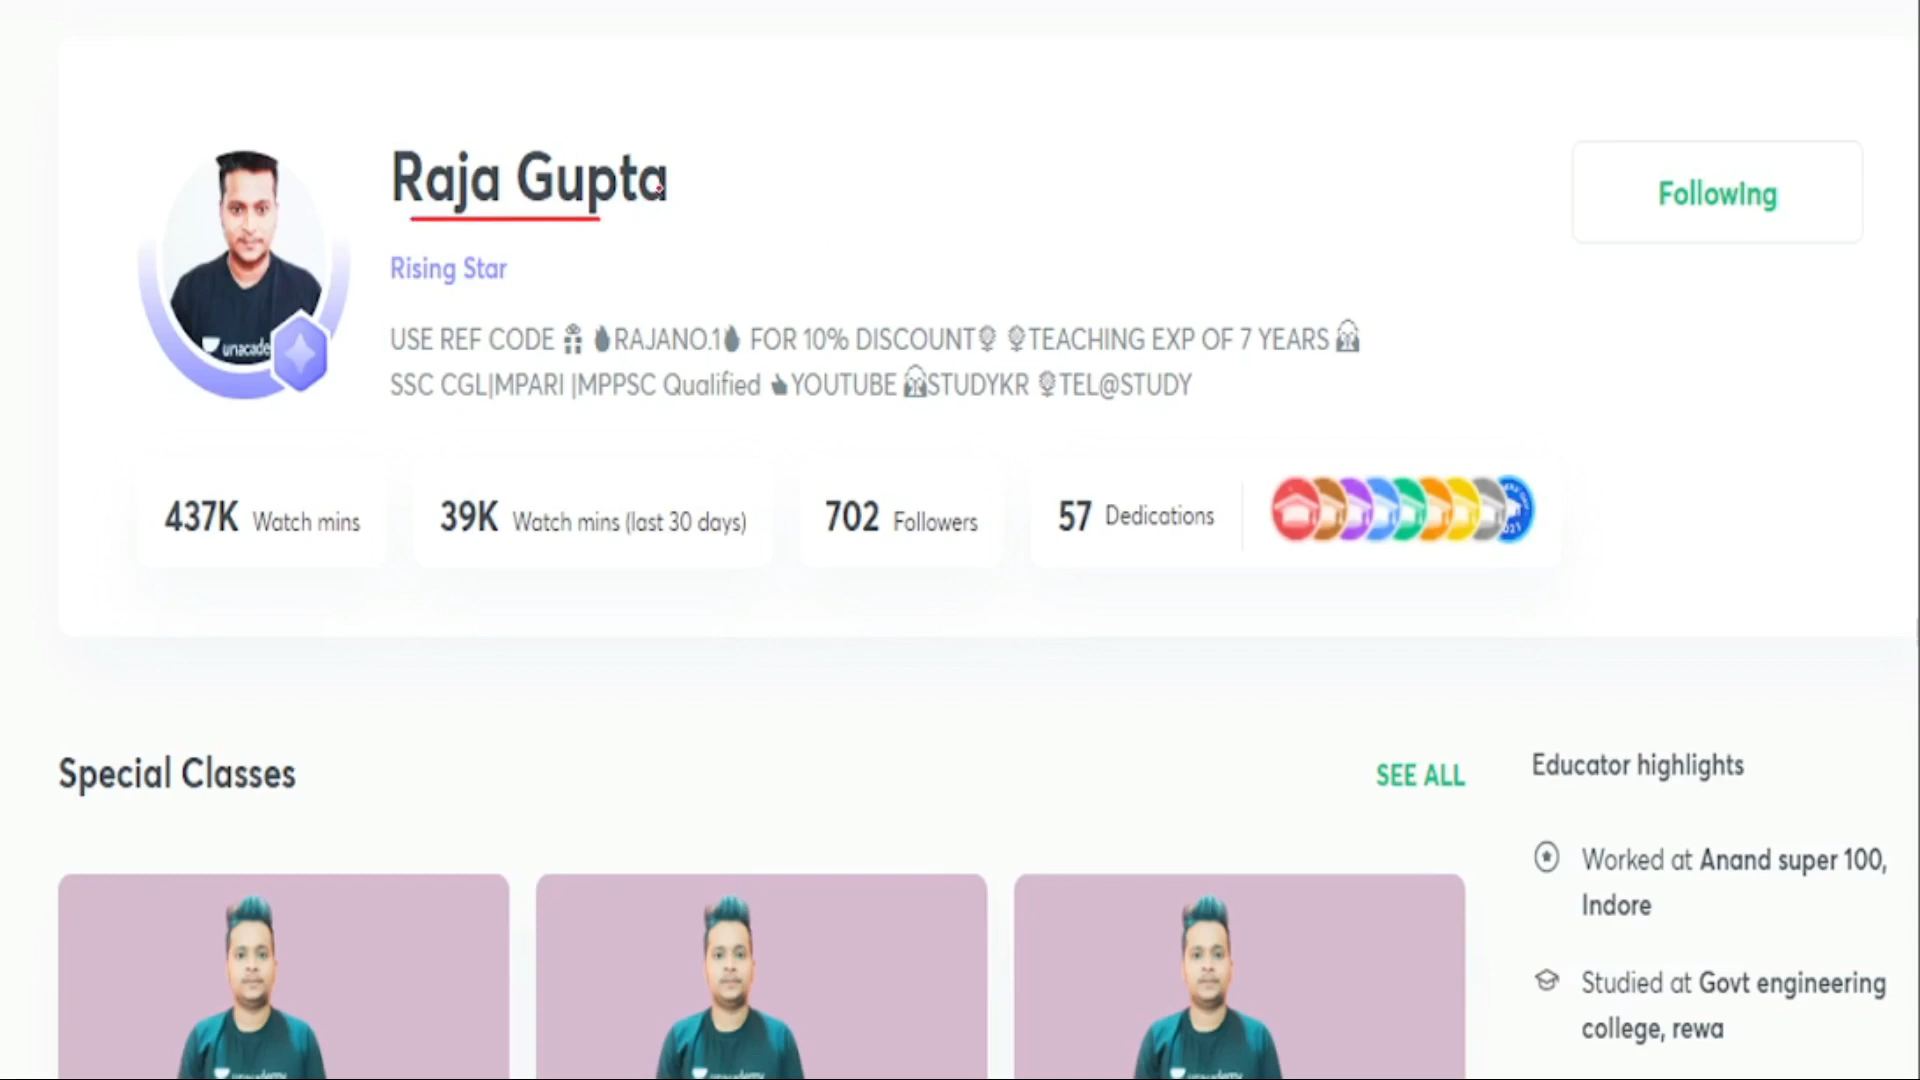 Raja Gupta
Following
Rising Star
USE REF CODE RAJANO.1 FOR 10% DISCOUNT TEACHING EXP OF 7 YEARS
SSC CGL|MPARI |MPPSC Qualified YOUTUBE STUDYKR TEL@STUDY
437K Watch mins
39K Watch mins (last 30 days)
702 Followers
57 Dedications
Special Classes
SEE ALL
Educator highlights
Worked at Anand super 100,
Indore
Studied at Govt engineering
college, rewa